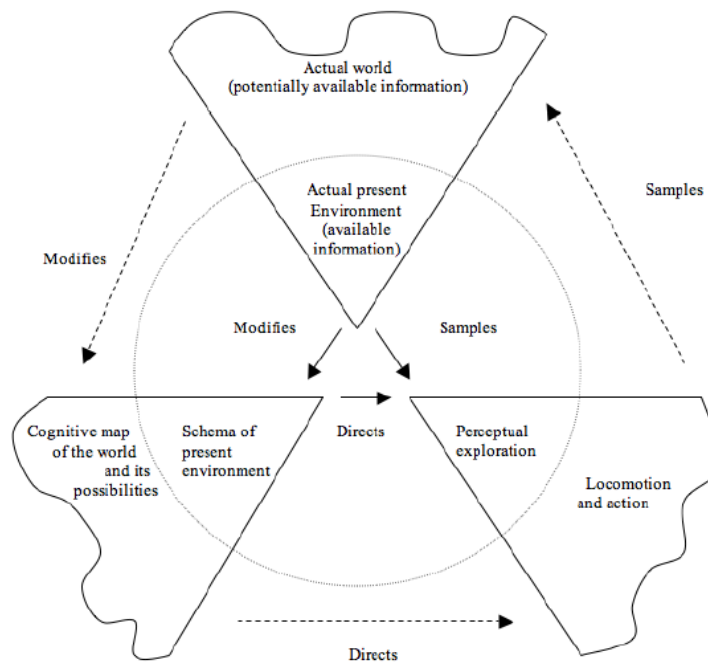 Actual world
(potentially available information)
Actual present
Environment
(available
information)
Samples
Modifies
Modifies
Samples
Directs
Cognitive map
of the world
and its
possibilities
Schema of
present
environment
Perceptual
exploration
Locomotion
and action
Directs